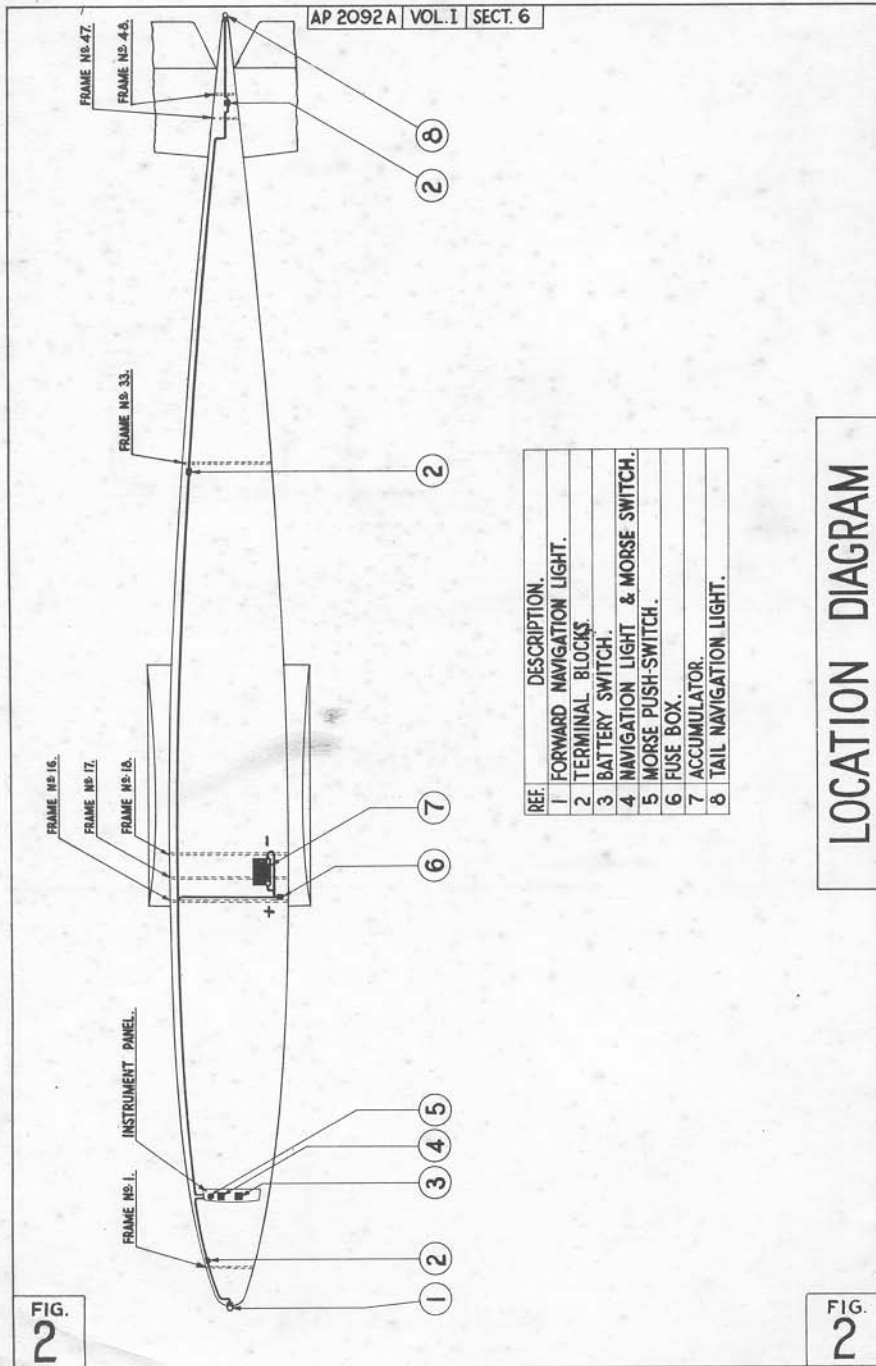 AP 2092 A VOL. I SECT. 6
FRAME Nº 1.
INSTRUMENT PANEL.
FRAME Nº 16.
FRAME Nº 17.
FRAME Nº 18.
FRAME Nº 33.
FRAME Nº 47.
FRAME Nº 48.
+ -
1 2 3 4 5 6 7 2 2 8
REF. DESCRIPTION.
1 FORWARD NAVIGATION LIGHT.
2 TERMINAL BLOCKS.
3 BATTERY SWITCH.
4 NAVIGATION LIGHT & MORSE SWITCH.
5 MORSE PUSH-SWITCH.
6 FUSE BOX.
7 ACCUMULATOR.
8 TAIL NAVIGATION LIGHT.
LOCATION DIAGRAM
FIG.
2
FIG.
2